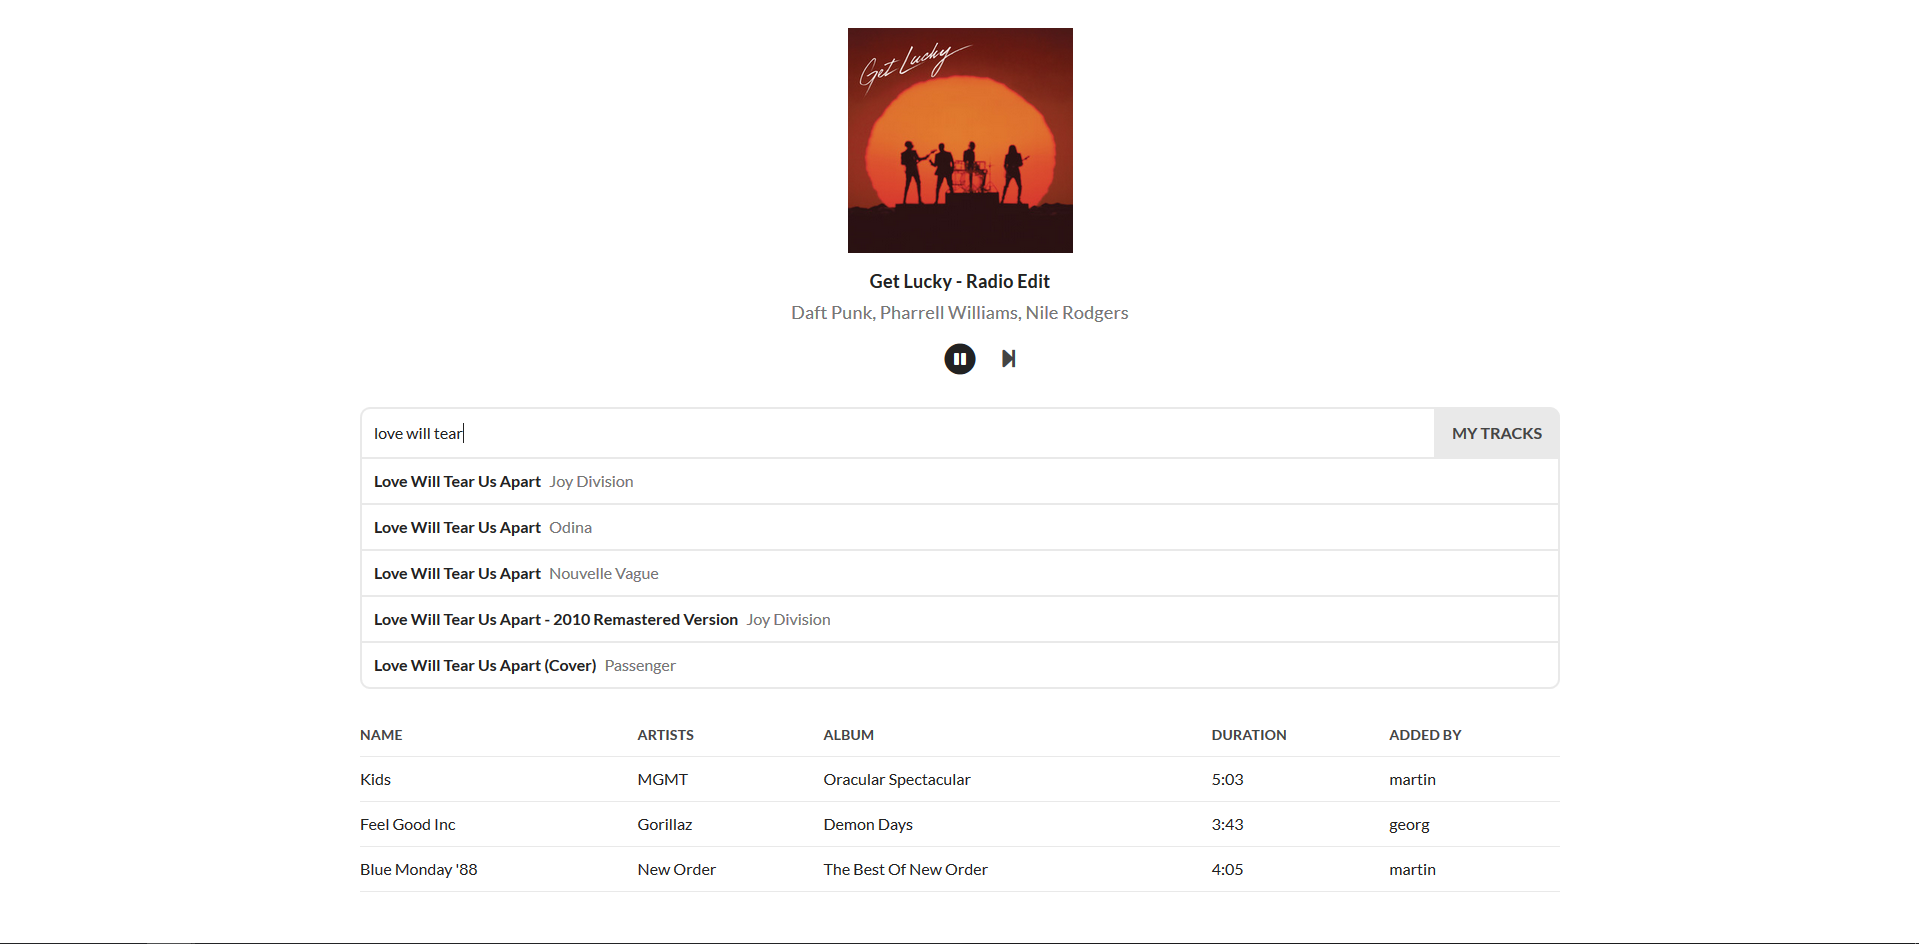 Get Lucky
Get Lucky - Radio Edit
Daft Punk, Pharrell Williams, Nile Rodgers
love will tear MY TRACKS
Love Will Tear Us Apart Joy Division
Love Will Tear Us Apart Odina
Love Will Tear Us Apart Nouvelle Vague
Love Will Tear Us Apart - 2010 Remastered Version Joy Division
Love Will Tear Us Apart (Cover) Passenger
NAME ARTISTS ALBUM DURATION ADDED BY
Kids MGMT Oracular Spectacular 5:03 martin
Feel Good Inc Gorillaz Demon Days 3:43 georg
Blue Monday '88 New Order The Best Of New Order 4:05 martin